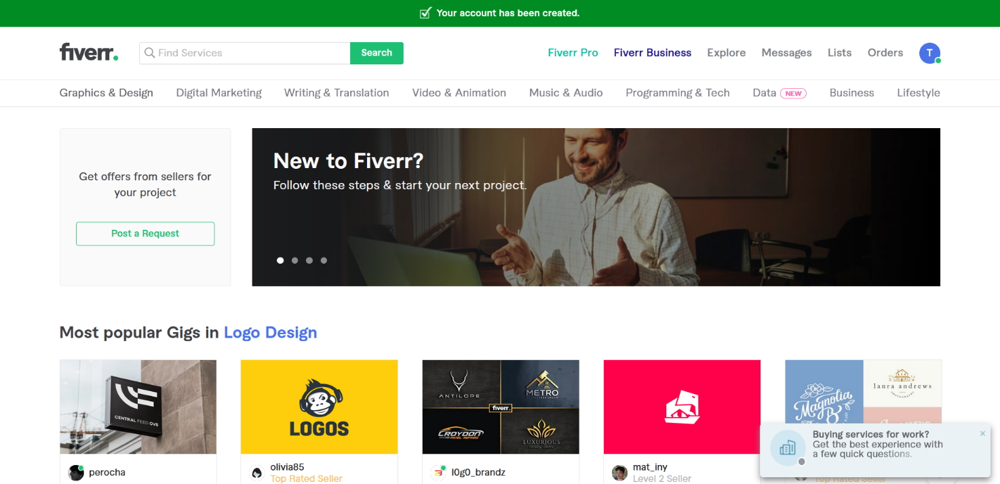 Your account has been created.
fiverr.
Find Services
Search
Fiverr Pro
Fiverr Business
Explore
Messages
Lists
Orders
T
Graphics & Design
Digital Marketing
Writing & Translation
Video & Animation
Music & Audio
Programming & Tech
Data NEW
Business
Lifestyle
Get offers from sellers for
your project
Post a Request
New to Fiverr?
Follow these steps & start your next project.
Most popular Gigs in Logo Design
CENTRAL FEED CVS
LOGOS
ANTILOPE
METRO
fiverr.
CROYDON
PANEL REPAIRS
LUXURIOUS
Magnolia
B
laura andrews
PHOTOGRAPHY
perocha
olivia85
Top Rated Seller
l0g0_brandz
mat_iny
Level 2 Seller
Top Rated Seller
Buying services for work?
Get the best experience with
a few quick questions.